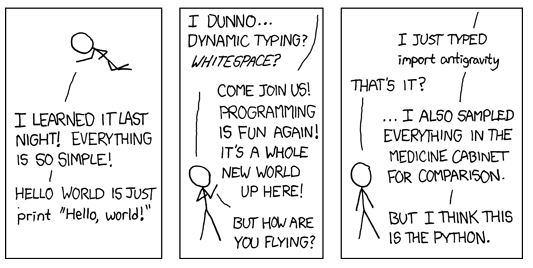 I LEARNED IT LAST
NIGHT! EVERYTHING
IS SO SIMPLE!
HELLO WORLD IS JUST
print "Hello, world!"
I DUNNO...
DYNAMIC TYPING?
WHITESPACE?
COME JOIN US!
PROGRAMMING
IS FUN AGAIN!
IT'S A WHOLE
NEW WORLD
UP HERE!
BUT HOW ARE
YOU FLYING?
I JUST TYPED
import antigravity
THAT'S IT?
...I ALSO SAMPLED
EVERYTHING IN THE
MEDICINE CABINET
FOR COMPARISON.
BUT I THINK THIS
IS THE PYTHON.